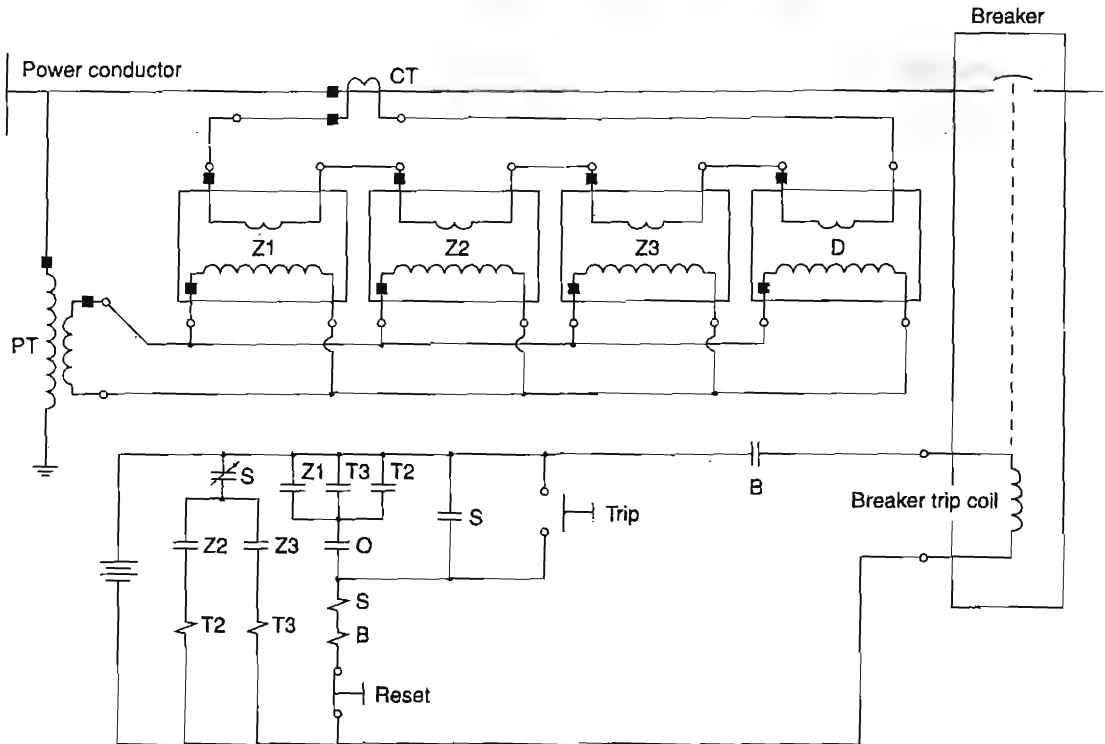 Breaker
Power conductor
CT
Z1
Z2
Z3
D
PT
S
Z1
T3
T2
B
Breaker trip coil
Z2
Z3
O
S
Trip
S
T2
T3
B
Reset